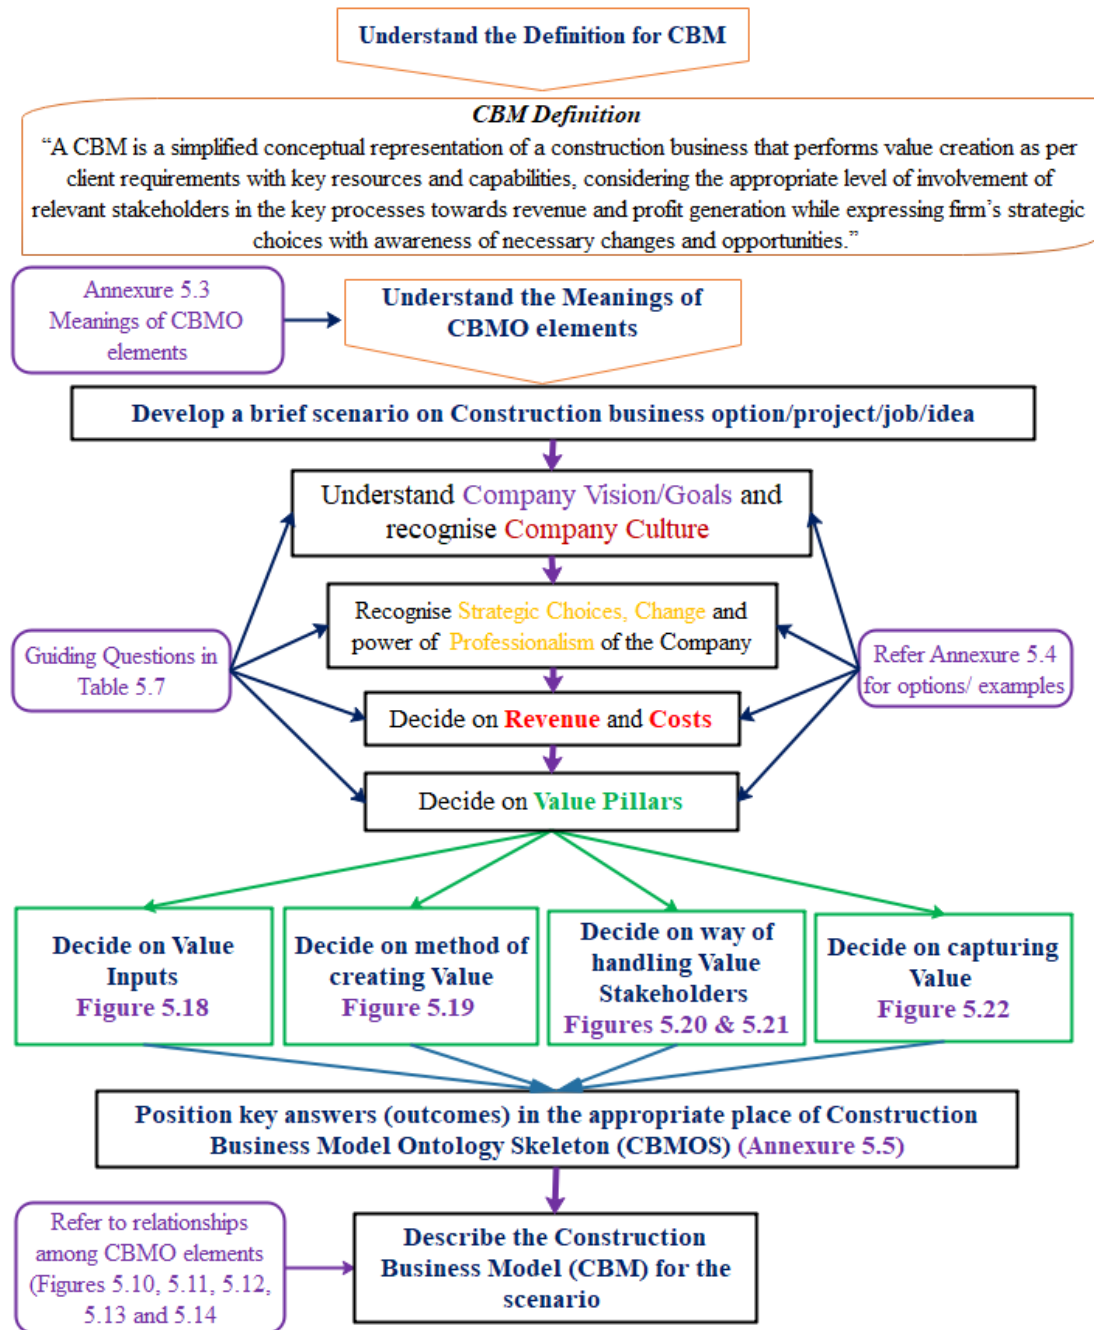 Understand the Definition for CBM
CBM Definition
“A CBM is a simplified conceptual representation of a construction business that performs value creation as per
client requirements with key resources and capabilities, considering the appropriate level of involvement of
relevant stakeholders in the key processes towards revenue and profit generation while expressing firm’s strategic
choices with awareness of necessary changes and opportunities.”
Annexure 5.3
Meanings of CBMO
elements
Understand the Meanings of
CBMO elements
Develop a brief scenario on Construction business option/project/job/idea
Understand Company Vision/Goals and
recognise Company Culture
Recognise Strategic Choices, Change and
power of Professionalism of the Company
Guiding Questions in
Table 5.7
Refer Annexure 5.4
for options/ examples
Decide on Revenue and Costs
Decide on Value Pillars
Decide on Value
Inputs
Figure 5.18
Decide on method of
creating Value
Figure 5.19
Decide on way of
handling Value
Stakeholders
Figures 5.20 & 5.21
Decide on capturing
Value
Figure 5.22
Position key answers (outcomes) in the appropriate place of Construction
Business Model Ontology Skeleton (CBMOS) (Annexure 5.5)
Refer to relationships
among CBMO elements
(Figures 5.10, 5.11, 5.12,
5.13 and 5.14
Describe the Construction
Business Model (CBM) for the
scenario